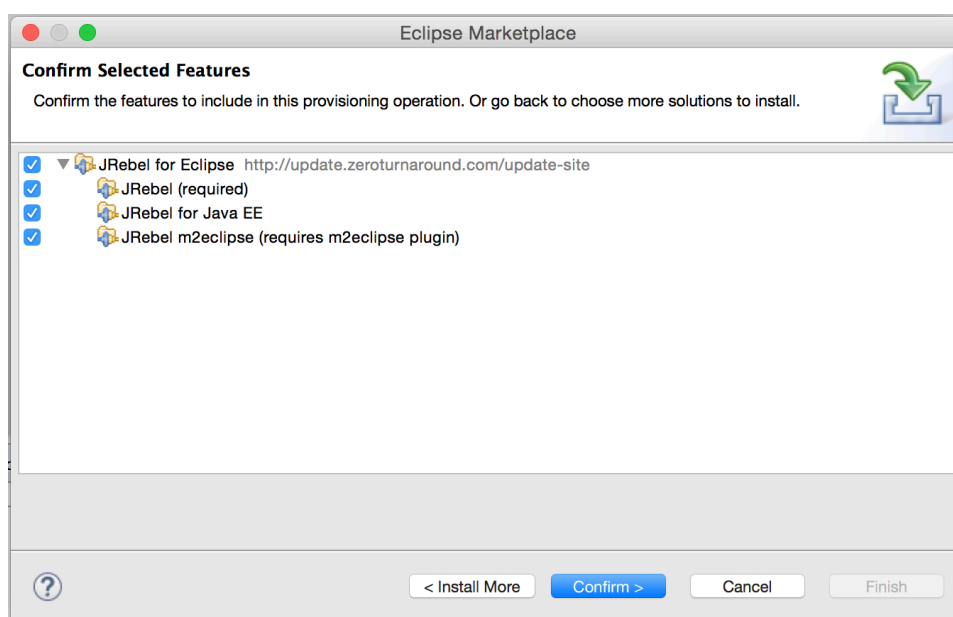 Eclipse Marketplace
Confirm Selected Features
Confirm the features to include in this provisioning operation. Or go back to choose more solutions to install.
JRebel for Eclipse http://update.zeroturnaround.com/update-site
JRebel (required)
JRebel for Java EE
JRebel m2eclipse (requires m2eclipse plugin)
? < Install More Confirm > Cancel Finish